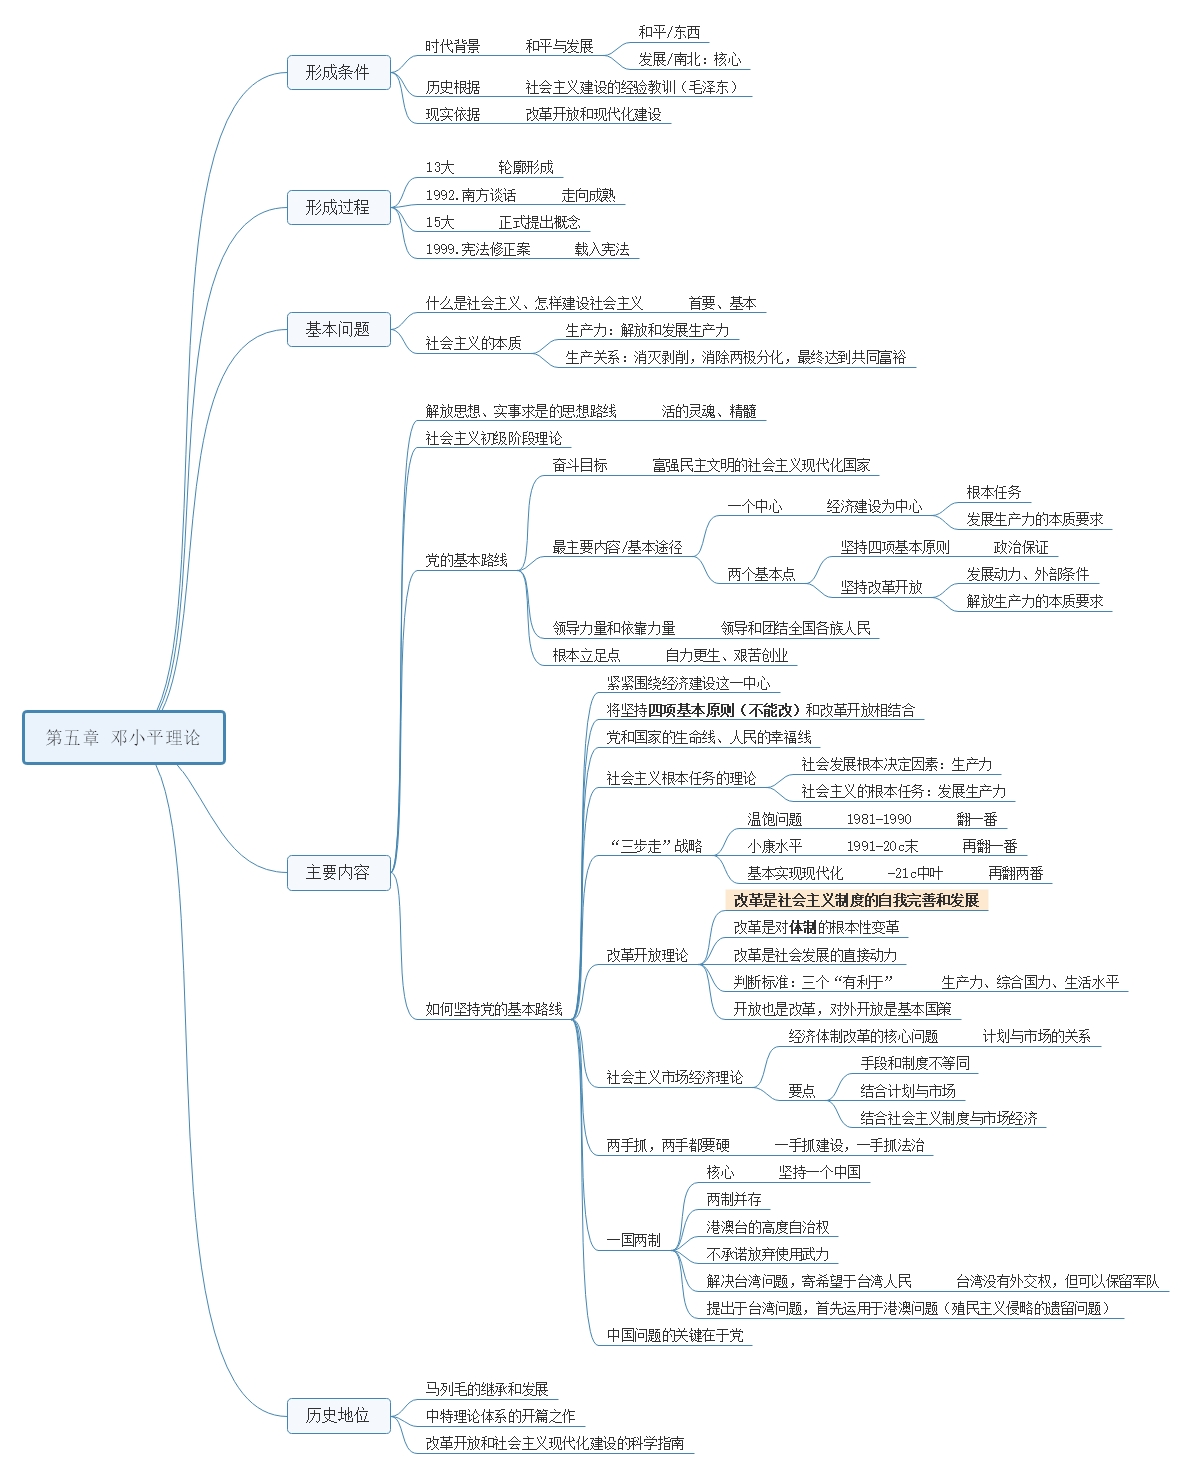 第五章 邓小平理论
形成条件
时代背景 和平与发展
和平/东西
发展/南北：核心
历史根据 社会主义建设的经验教训（毛泽东）
现实依据 改革开放和现代化建设
形成过程
13大 轮廓形成
1992.南方谈话 走向成熟
15大 正式提出概念
1999.宪法修正案 载入宪法
基本问题
什么是社会主义、怎样建设社会主义 首要、基本
社会主义的本质
生产力：解放和发展生产力
生产关系：消灭剥削，消除两极分化，最终达到共同富裕
主要内容
解放思想、实事求是的思想路线 活的灵魂、精髓
社会主义初级阶段理论
党的基本路线
奋斗目标 富强民主文明的社会主义现代化国家
最主要内容/基本途径
一个中心 经济建设为中心
根本任务
发展生产力的本质要求
两个基本点
坚持四项基本原则 政治保证
坚持改革开放
发展动力、外部条件
解放生产力的本质要求
领导力量和依靠力量 领导和团结全国各族人民
根本立足点 自力更生、艰苦创业
如何坚持党的基本路线
紧紧围绕经济建设这一中心
将坚持四项基本原则（不能改）和改革开放相结合
党和国家的生命线、人民的幸福线
社会主义根本任务的理论
社会发展根本决定因素：生产力
社会主义的根本任务：发展生产力
“三步走”战略
温饱问题 1981-1990 翻一番
小康水平 1991-20c末 再翻一番
基本实现现代化 -21c中叶 再翻两番
改革开放理论
改革是社会主义制度的自我完善和发展
改革是对体制的根本性变革
改革是社会发展的直接动力
判断标准：三个“有利于” 生产力、综合国力、生活水平
开放也是改革，对外开放是基本国策
社会主义市场经济理论
经济体制改革的核心问题 计划与市场的关系
要点
手段和制度不等同
结合计划与市场
结合社会主义制度与市场经济
两手抓，两手都要硬 一手抓建设，一手抓法治
一国两制
核心 坚持一个中国
两制并存
港澳台的高度自治权
不承诺放弃使用武力
解决台湾问题，寄希望于台湾人民 台湾没有外交权，但可以保留军队
提出于台湾问题，首先运用于港澳问题（殖民主义侵略的遗留问题）
中国问题的关键在于党
历史地位
马列毛的继承和发展
中特理论体系的开篇之作
改革开放和社会主义现代化建设的科学指南